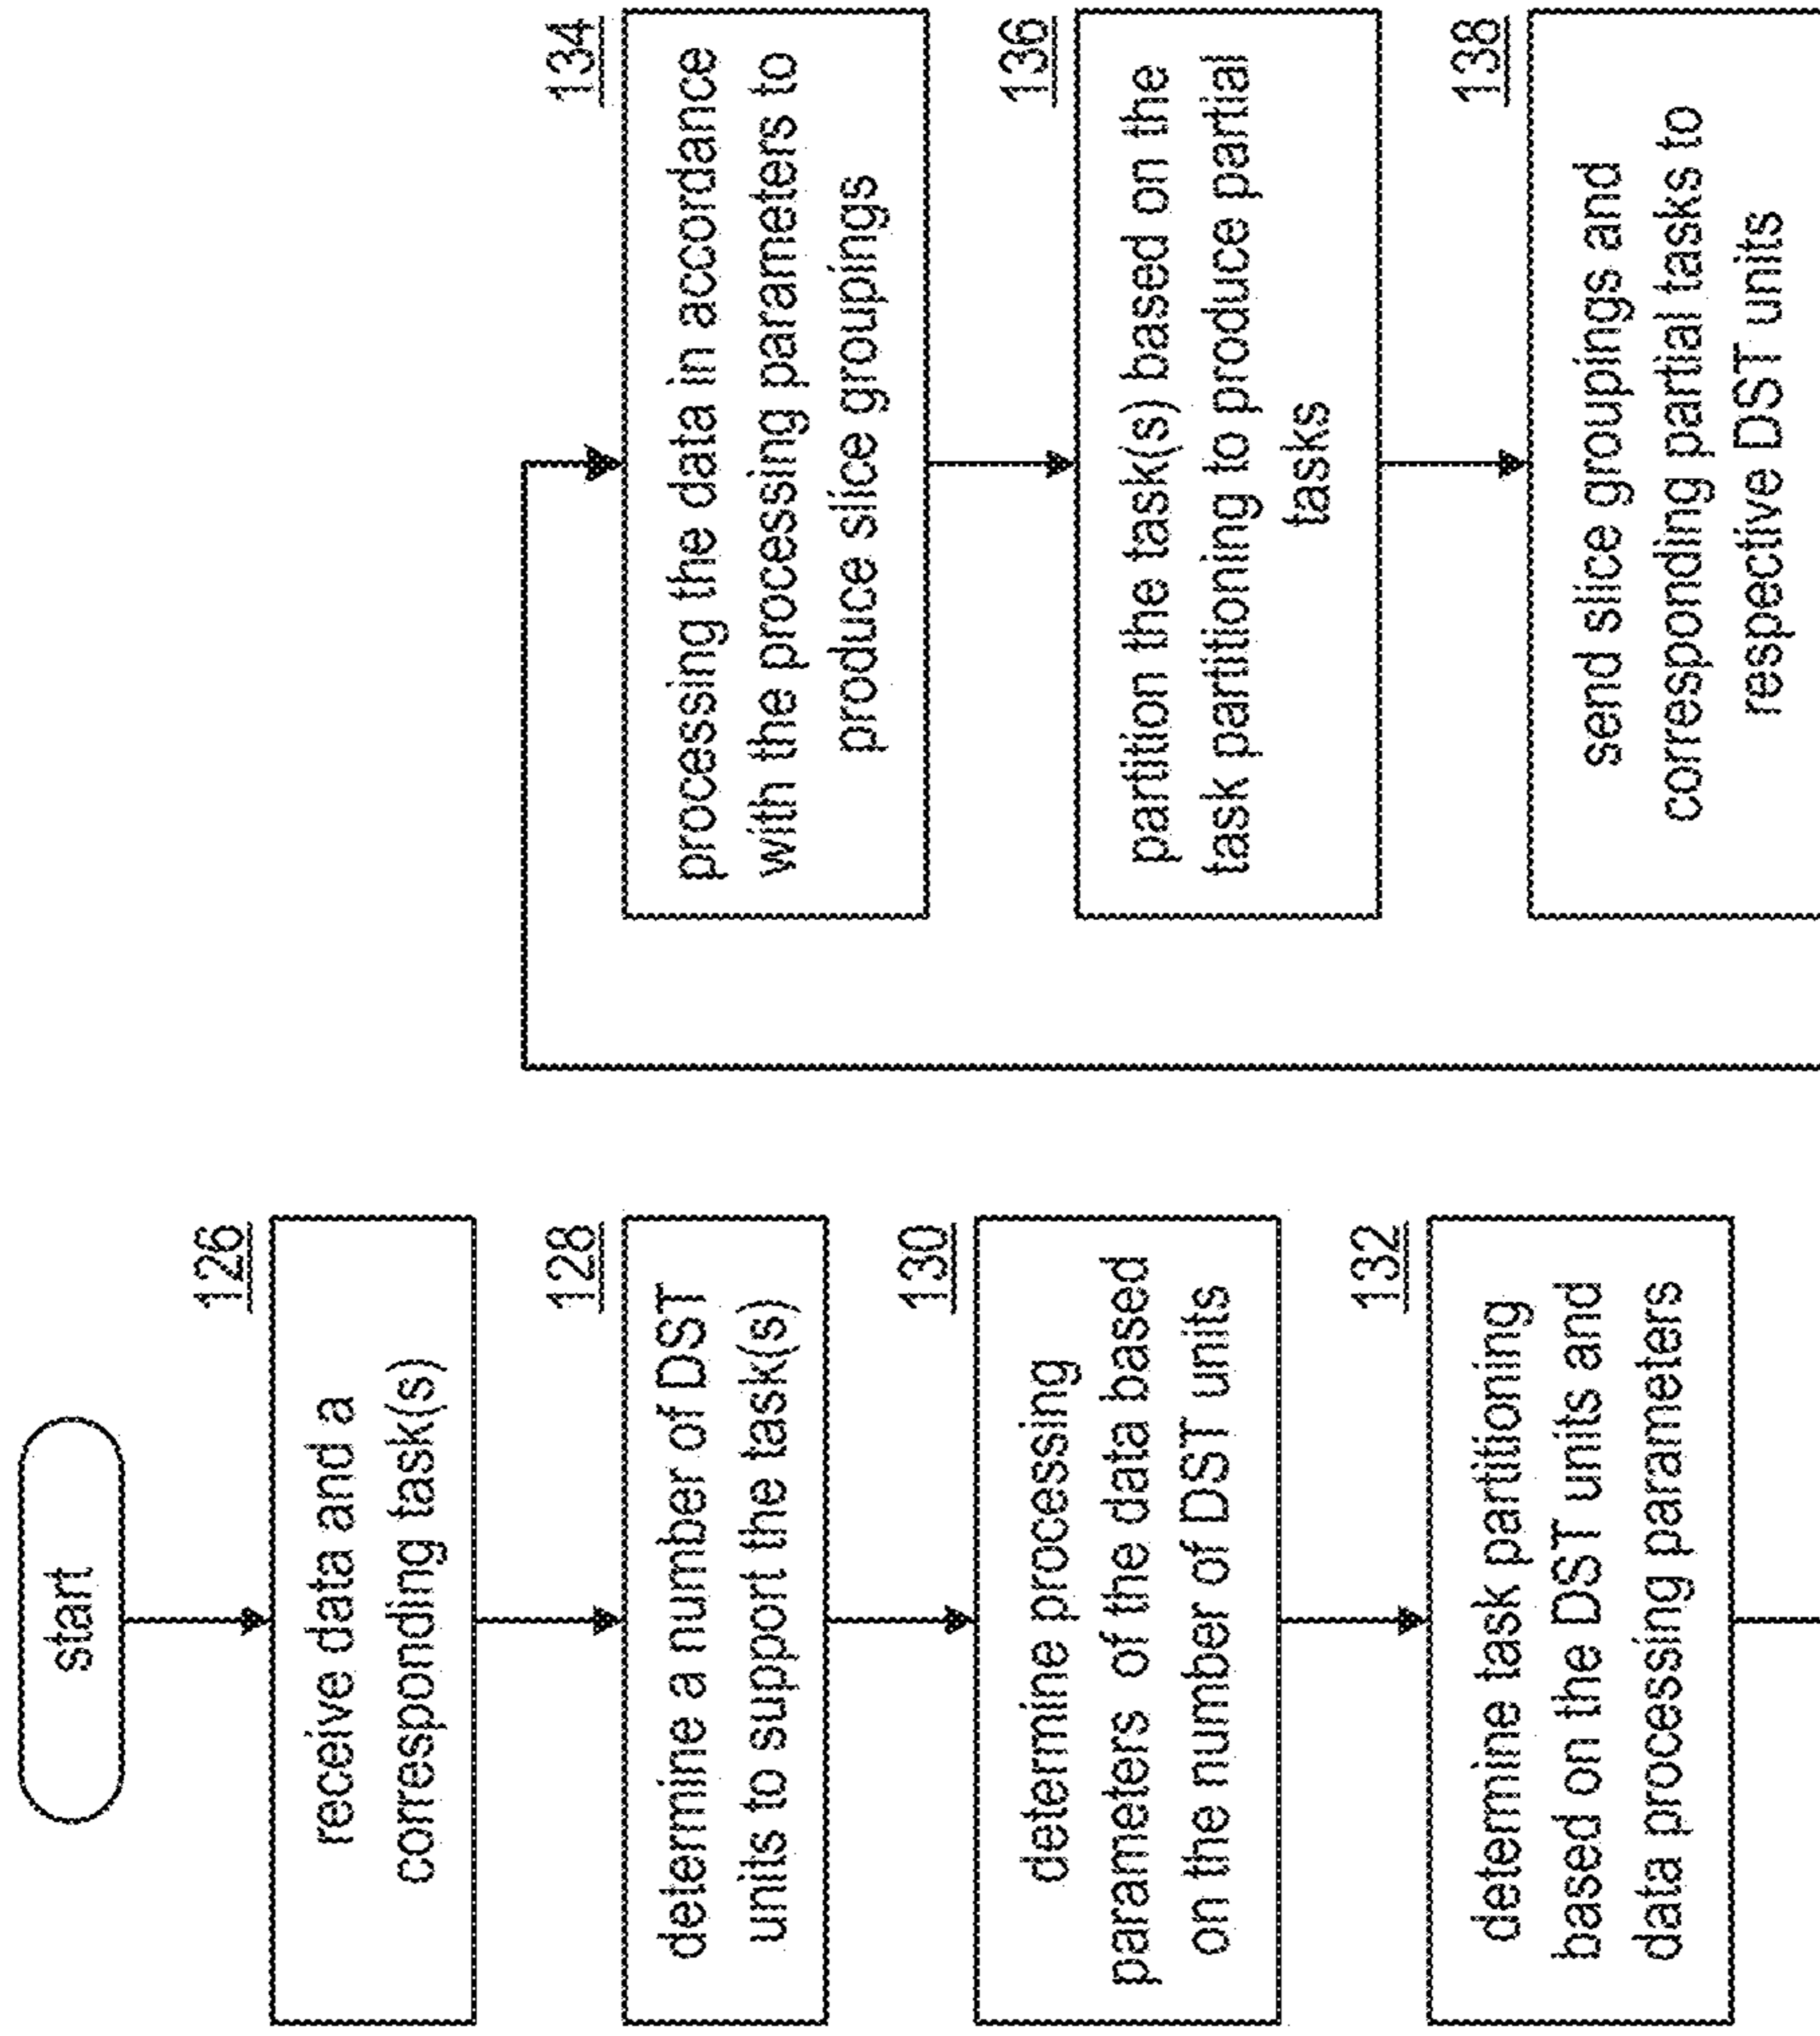 start
126
receive data and a
corresponding task(s)
128
determine a number of DST
units to support the task(s)
130
determine processing
parameters of the data based
on the number of DST units
132
determine task partitioning
based on the DST units and
data processing parameters
134
processing the data in accordance
with the processing parameters to
produce slice groupings
136
partition the task(s) based on the
task partitioning to produce partial
tasks
138
send slice groupings and
corresponding partial tasks to
respective DST units